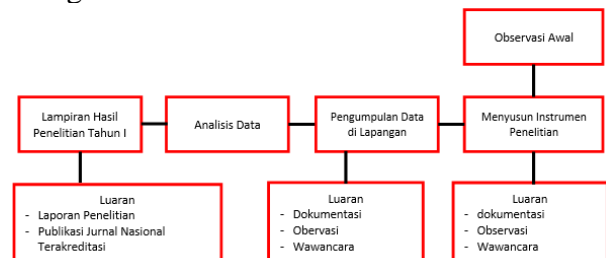 Observasi Awal
Lampiran Hasil
Penelitian Tahun I
Analisis Data
Pengumpulan Data
di Lapangan
Menyusun Instrumen
Penelitian
Luaran
- Laporan Penelitian
- Publikasi Jurnal Nasional
Terakreditasi
Luaran
- Dokumentasi
- Obervasi
- Wawancara
Luaran
- dokumentasi
- Observasi
- Wawancara